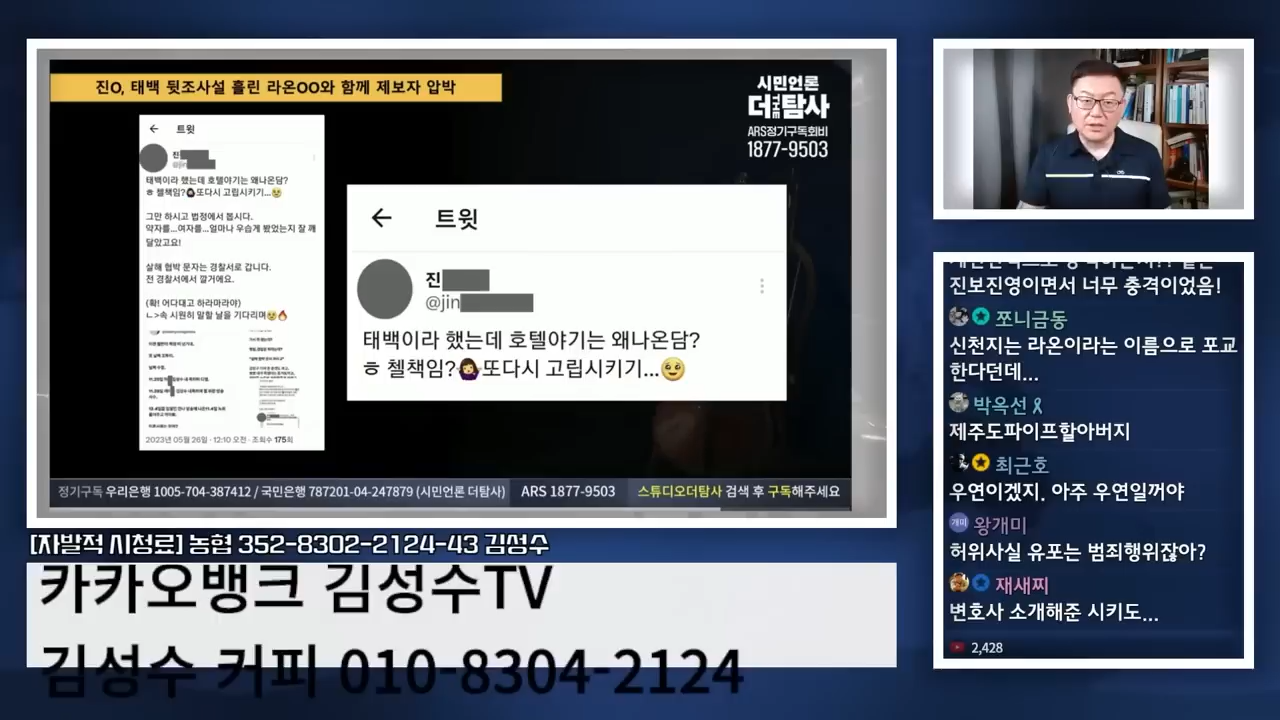 진O, 태백 뒷조사설 흘린 라온OO와 함께 제보자 압박
시민언론
더탐사
ARS정기구독회비
1877-9503
← 트윗
진
@jin
태백이라 했는데 호텔야기는 왜나온담?
ㅎ 첼책임?🤷🏻‍♀️또다시 고립시키기...🥹
그만 하시고 법정에서 봅시다.
약자를...여자를...얼마나 우습게 봤었는지 잘 깨
달았고요!
살해 협박 문자는 경찰서로 갑니다.
전 경찰서에서 깔거에요.
(확! 어다대고 하라마라야)
ㄴ>속 시원히 말할 날을 기다리며🥹🔥
2023년 05월 26일 · 12:10 오전 · 조회수 175회
← 트윗
진
@jin
태백이라 했는데 호텔야기는 왜나온담?
ㅎ 첼책임?🤷🏻‍♀️또다시 고립시키기...🥹
정기구독 우리은행 1005-704-387412 / 국민은행 787201-04-247879 (시민언론 더탐사) ARS 1877-9503 스튜디오더탐사 검색 후 구독해주세요
[자발적 시청료] 농협 352-8302-2124-43 김성수
카카오뱅크 김성수TV
김성수 커피 010-8304-2124
진보진영이면서 너무 충격이었음!
쪼니금동
신천지는 라온이라는 이름으로 포교
한다던데...
박옥선🎗
제주도파이프할아버지
최근호
우연이겠지. 아주 우연일꺼야
개미 왕개미
허위사실 유포는 범죄행위잖아?
재새찌
변호사 소개해준 시키도...
2,428